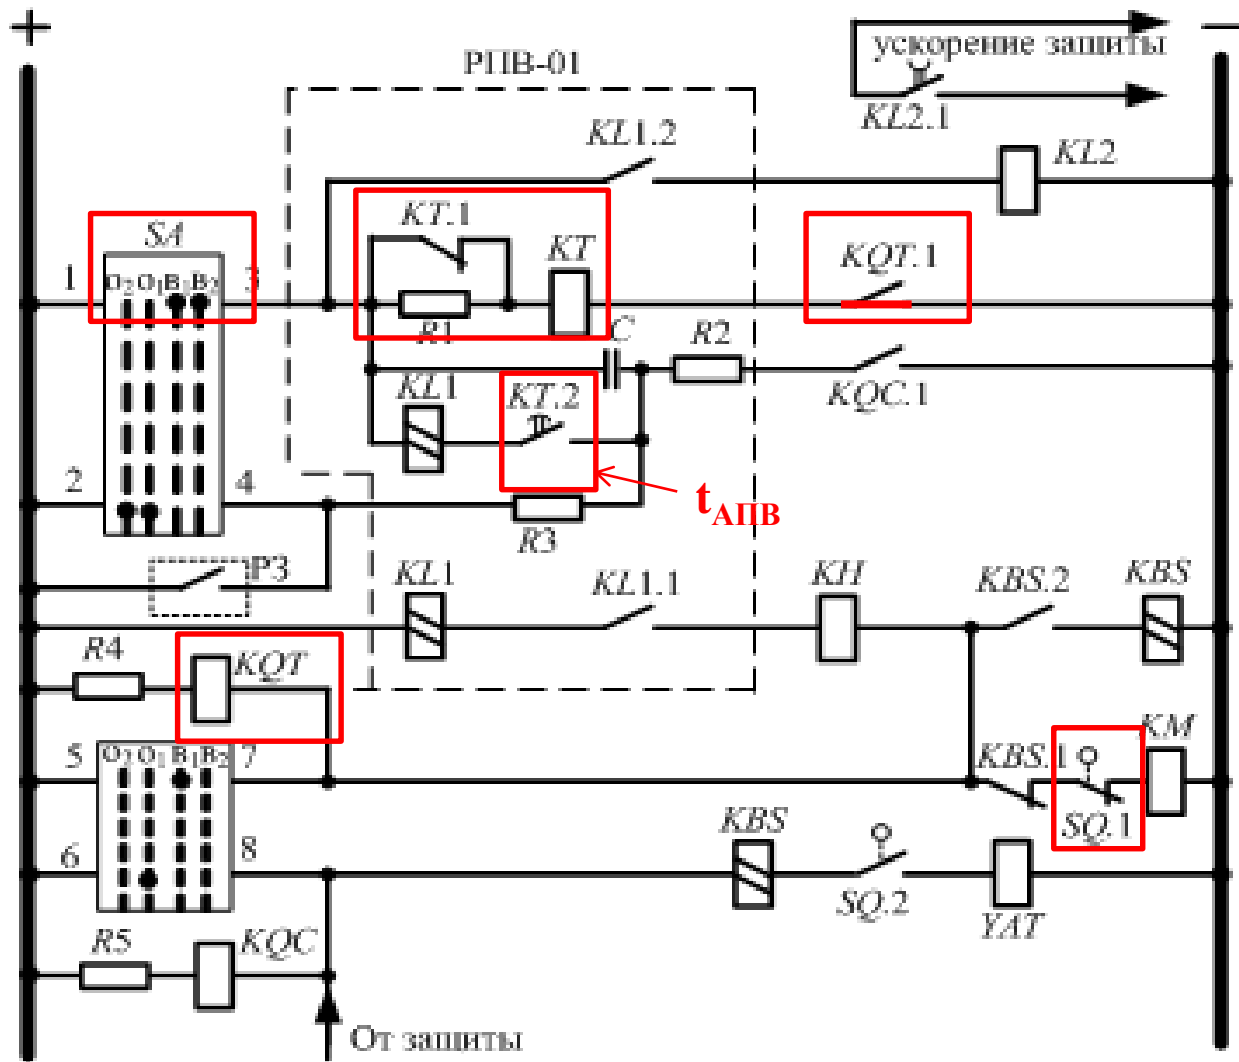 +
−
ускорение защиты
РПВ-01
KL2.1
KL1.2
KL2
KT.1
SA
KT
KQT.1
1
O₂ O₁ B₁ B₂
3
R1
C
R2
KL1
KT.2
KQC.1
2
4
t АПВ
R3
РЗ
KL1
KL1.1
KH
KBS.2
KBS
R4
KQT
5
O₂ O₁ B₁ B₂
7
KBS.1
KM
SQ.1
6
8
KBS
SQ.2
YAT
R5
KQC
От защиты